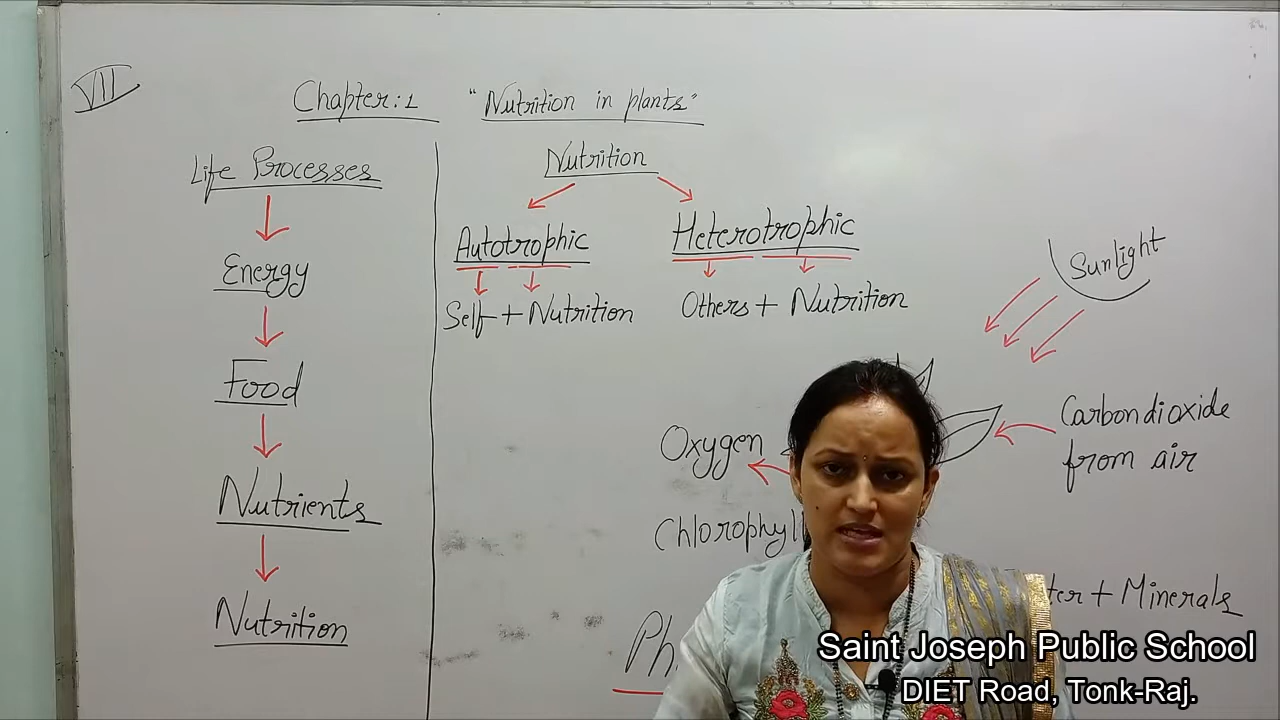 VII
Chapter: 1 "Nutrition in plants"
Life Processes
Energy
Food
Nutrients
Nutrition
Nutrition
Autotrophic
Heterotrophic
Self + Nutrition
Others + Nutrition
Sunlight
Carbondioxide
from air
Oxygen
Chlorophyll
+ Minerals
Saint Joseph Public School
DIET Road, Tonk-Raj.